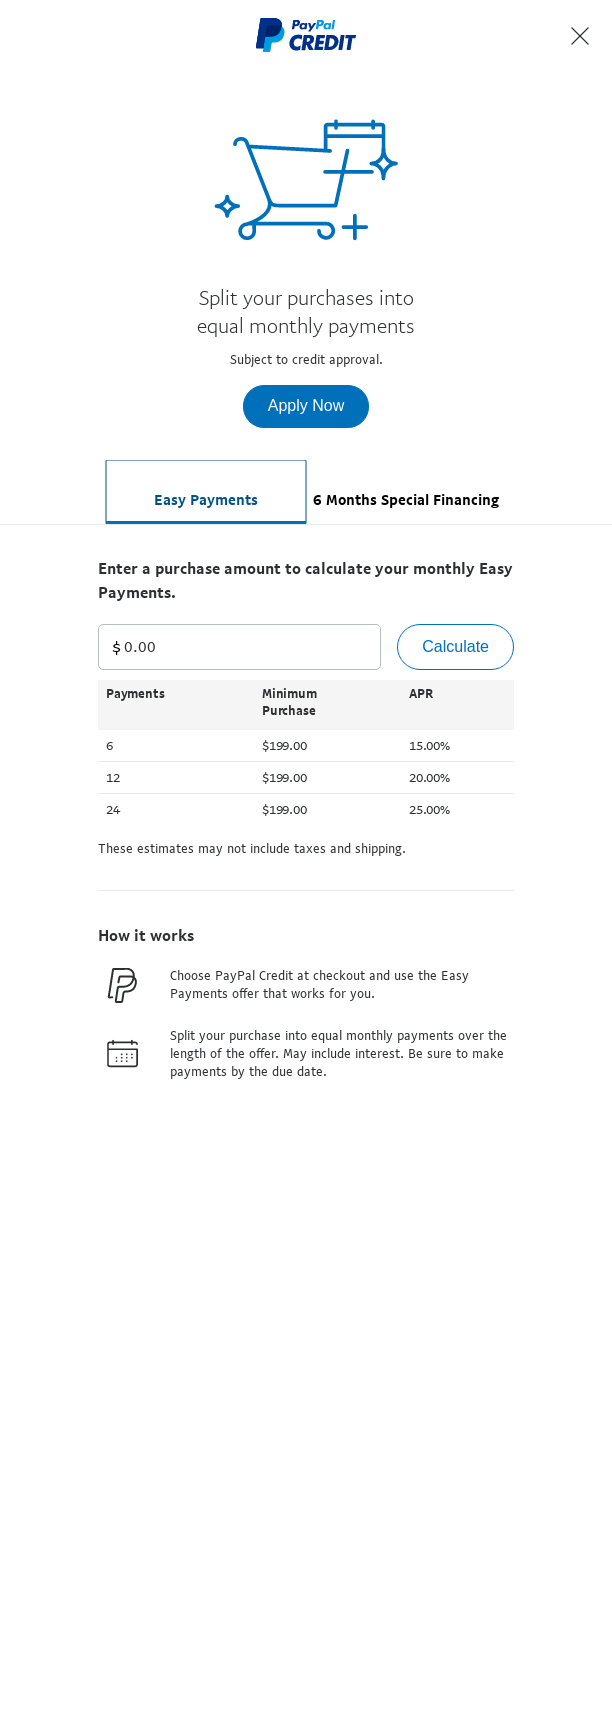 PayPal
CREDIT
Split your purchases into
equal monthly payments
Subject to credit approval.
Apply Now
Easy Payments
6 Months Special Financing
Enter a purchase amount to calculate your monthly Easy
Payments.
$ 0.00
Calculate
Payments Minimum Purchase APR
6 $199.00 15.00%
12 $199.00 20.00%
24 $199.00 25.00%
These estimates may not include taxes and shipping.
How it works
Choose PayPal Credit at checkout and use the Easy
Payments offer that works for you.
Split your purchase into equal monthly payments over the
length of the offer. May include interest. Be sure to make
payments by the due date.